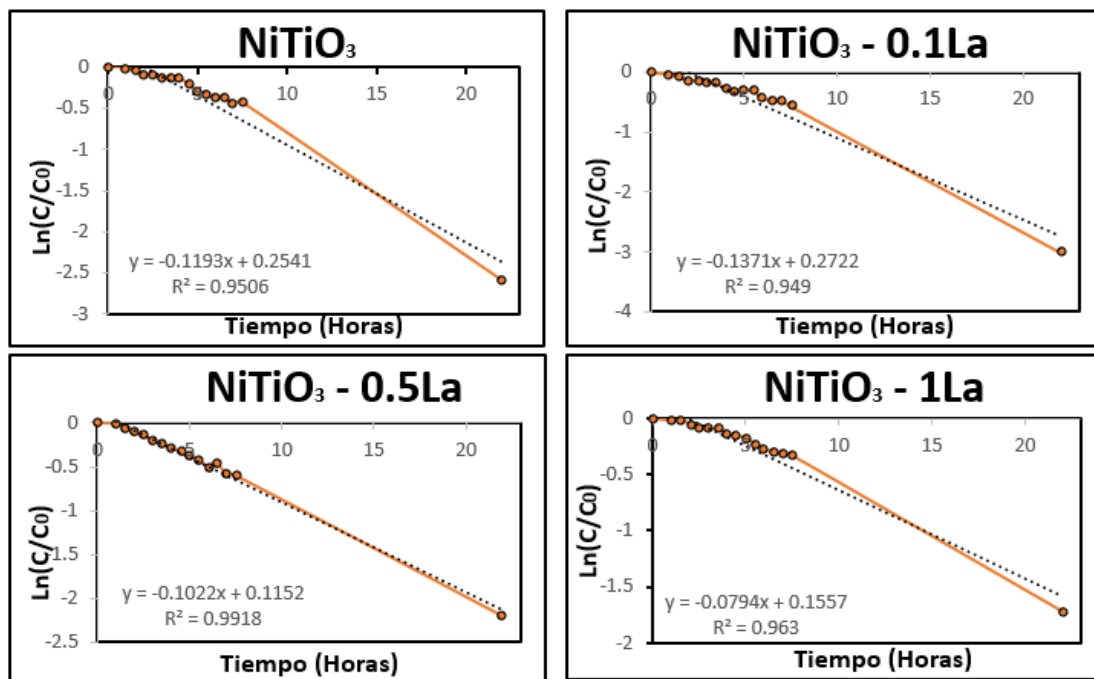 NiTiO₃
0
0
5
10
15
20
-0.5
-1
-1.5
-2
-2.5
-3
Ln(C/C0)
y = -0.1193x + 0.2541
R² = 0.9506
Tiempo (Horas)
NiTiO₃ - 0.1La
0
0
5
10
15
20
-1
-2
-3
-4
Ln(C/C0)
y = -0.1371x + 0.2722
R² = 0.949
Tiempo (Horas)
NiTiO₃ - 0.5La
0
0
5
10
15
20
-0.5
-1
-1.5
-2
-2.5
Ln(C/C0)
y = -0.1022x + 0.1152
R² = 0.9918
Tiempo (Horas)
NiTiO₃ - 1La
0
0
5
10
15
20
-0.5
-1
-1.5
-2
Ln(C/C0)
y = -0.0794x + 0.1557
R² = 0.963
Tiempo (Horas)